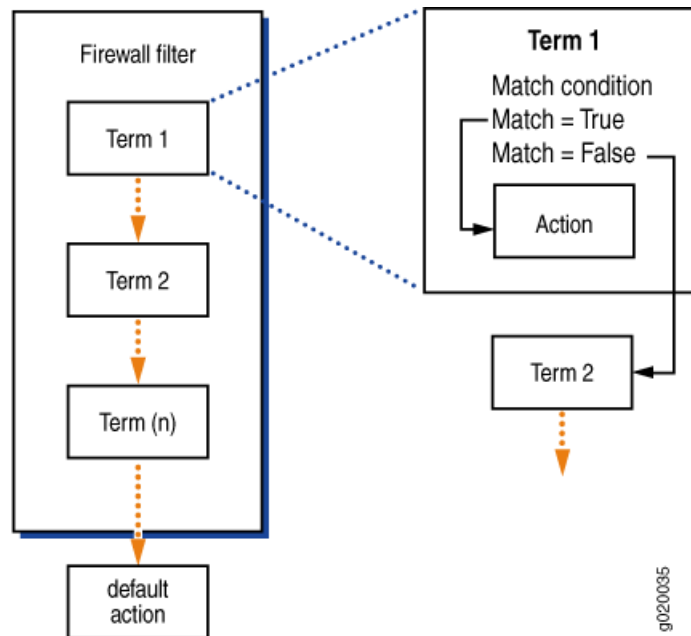 Firewall filter
Term 1
Term 2
Term (n)
default
action
Term 1
Match condition
Match = True
Match = False
Action
Term 2
g020035